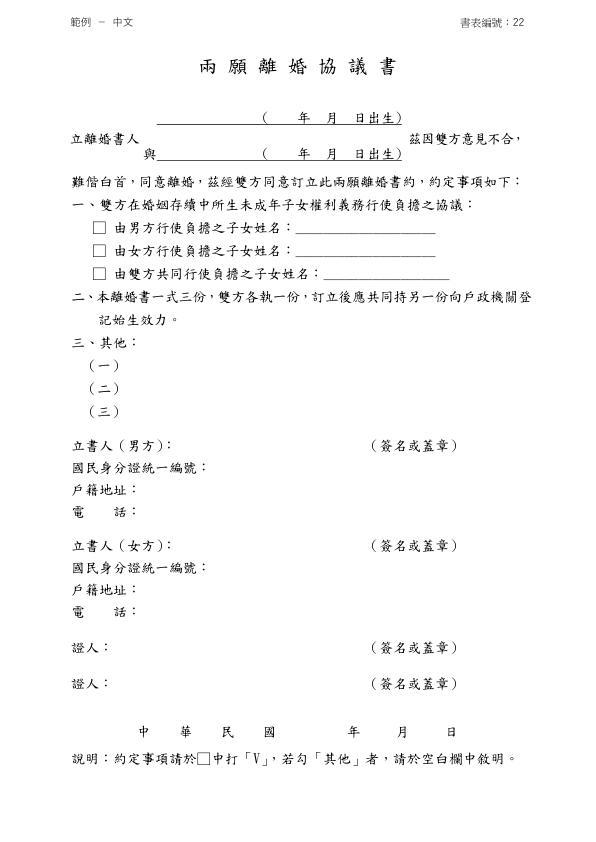 範例 － 中文
書表編號：22
兩願離婚協議書
（　　年　月　日出生）
立離婚書人　　茲因雙方意見不合，
與　　（　　年　月　日出生）
難偕白首，同意離婚，茲經雙方同意訂立此兩願離婚書約，約定事項如下：
一、雙方在婚姻存續中所生未成年子女權利義務行使負擔之協議：
□ 由男方行使負擔之子女姓名：____________________
□ 由女方行使負擔之子女姓名：____________________
□ 由雙方共同行使負擔之子女姓名：__________________
二、本離婚書一式三份，雙方各執一份，訂立後應共同持另一份向戶政機關登
記始生效力。
三、其他：
（一）
（二）
（三）
立書人（男方）：　　（簽名或蓋章）
國民身分證統一編號：
戶籍地址：
電　　話：
立書人（女方）：　　（簽名或蓋章）
國民身分證統一編號：
戶籍地址：
電　　話：
證人：　　（簽名或蓋章）
證人：　　（簽名或蓋章）
中　華　民　國　　年　　月　　日
說明：約定事項請於□中打「V」，若勾「其他」者，請於空白欄中敘明。